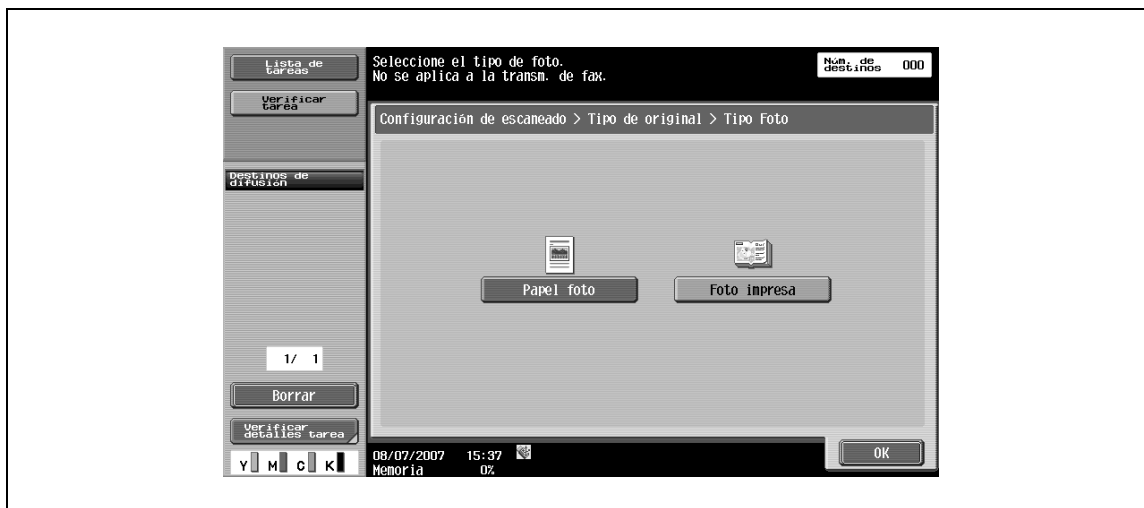 Lista de
tareas
Verificar
tarea
Destinos de
difusión
1/ 1
Borrar
Verificar
detalles tarea
Y M C K
Seleccione el tipo de foto.
No se aplica a la transm. de fax.
Núm. de
destinos 000
Configuración de escaneado > Tipo de original > Tipo Foto
Papel foto
Foto impresa
08/07/2007 15:37
Memoria 0%
OK